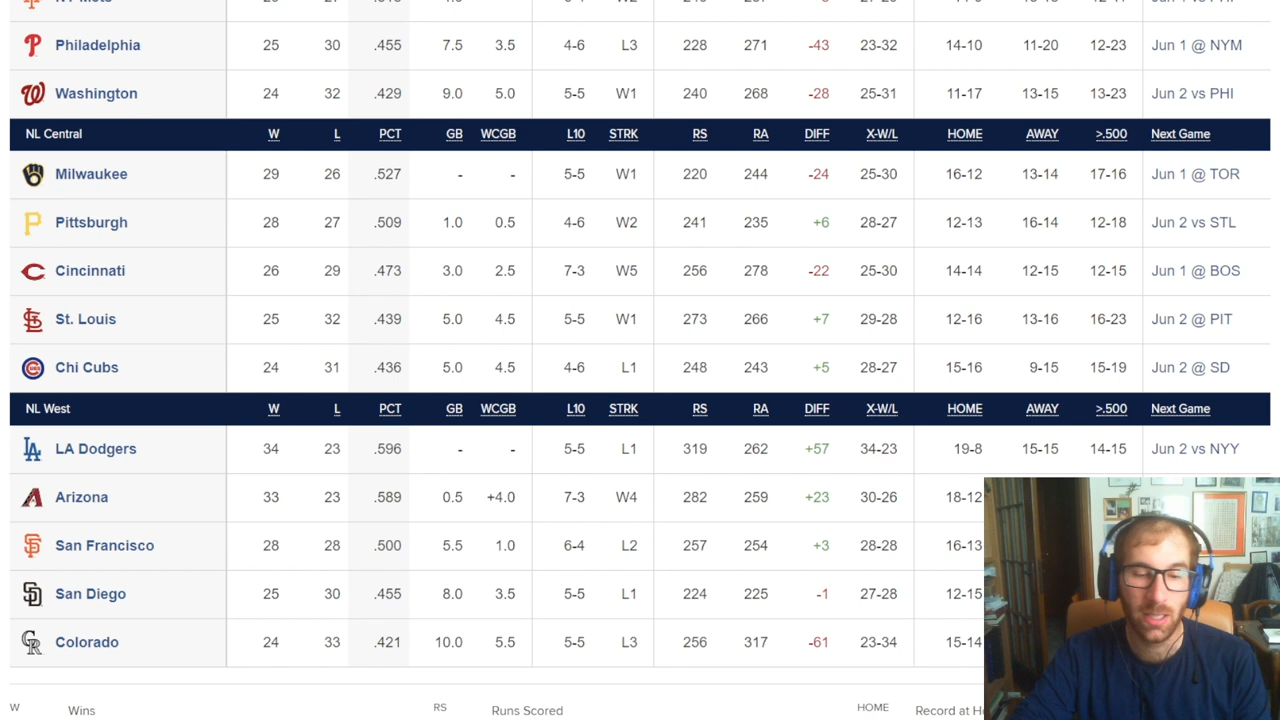 Philadelphia 25 30 .455 7.5 3.5 4-6 L3 228 271 -43 23-32 14-10 11-20 12-23 Jun 1 @ NYM
Washington 24 32 .429 9.0 5.0 5-5 W1 240 268 -28 25-31 11-17 13-15 13-23 Jun 2 vs PHI
NL Central W L PCT GB WCGB L10 STRK RS RA DIFF X-W/L HOME AWAY >.500 Next Game
Milwaukee 29 26 .527 - - 5-5 W1 220 244 -24 25-30 16-12 13-14 17-16 Jun 1 @ TOR
Pittsburgh 28 27 .509 1.0 0.5 4-6 W2 241 235 +6 28-27 12-13 16-14 12-18 Jun 2 vs STL
Cincinnati 26 29 .473 3.0 2.5 7-3 W5 256 278 -22 25-30 14-14 12-15 12-15 Jun 1 @ BOS
St. Louis 25 32 .439 5.0 4.5 5-5 W1 273 266 +7 29-28 12-16 13-16 16-23 Jun 2 @ PIT
Chi Cubs 24 31 .436 5.0 4.5 4-6 L1 248 243 +5 28-27 15-16 9-15 15-19 Jun 2 @ SD
NL West W L PCT GB WCGB L10 STRK RS RA DIFF X-W/L HOME AWAY >.500 Next Game
LA Dodgers 34 23 .596 - - 5-5 L1 319 262 +57 34-23 19-8 15-15 14-15 Jun 2 vs NYY
Arizona 33 23 .589 0.5 +4.0 7-3 W4 282 259 +23 30-26 18-12
San Francisco 28 28 .500 5.5 1.0 6-4 L2 257 254 +3 28-28 16-13
San Diego 25 30 .455 8.0 3.5 5-5 L1 224 225 -1 27-28 12-15
Colorado 24 33 .421 10.0 5.5 5-5 L3 256 317 -61 23-34 15-14
W Wins RS Runs Scored HOME Record at